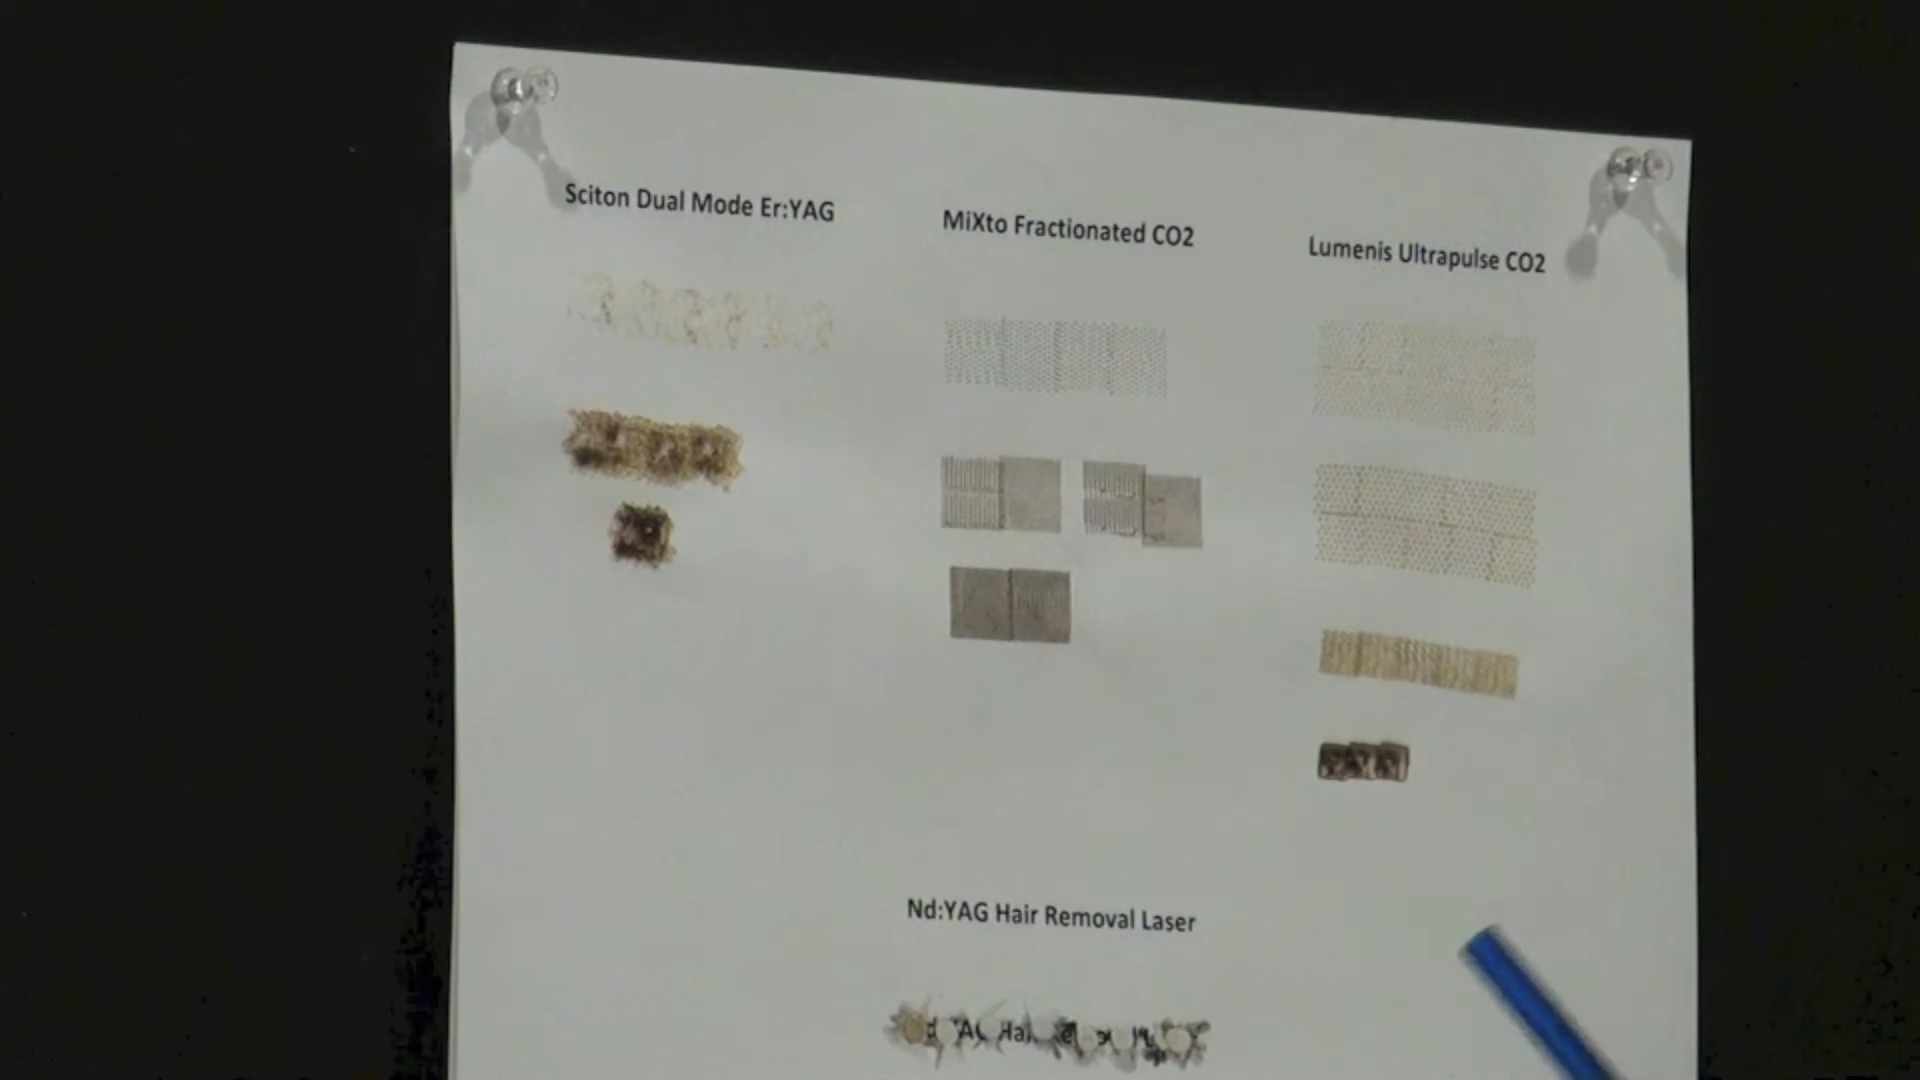 Sciton Dual Mode Er:YAG
MiXto Fractionated CO2
Lumenis Ultrapulse CO2
Nd:YAG Hair Removal Laser